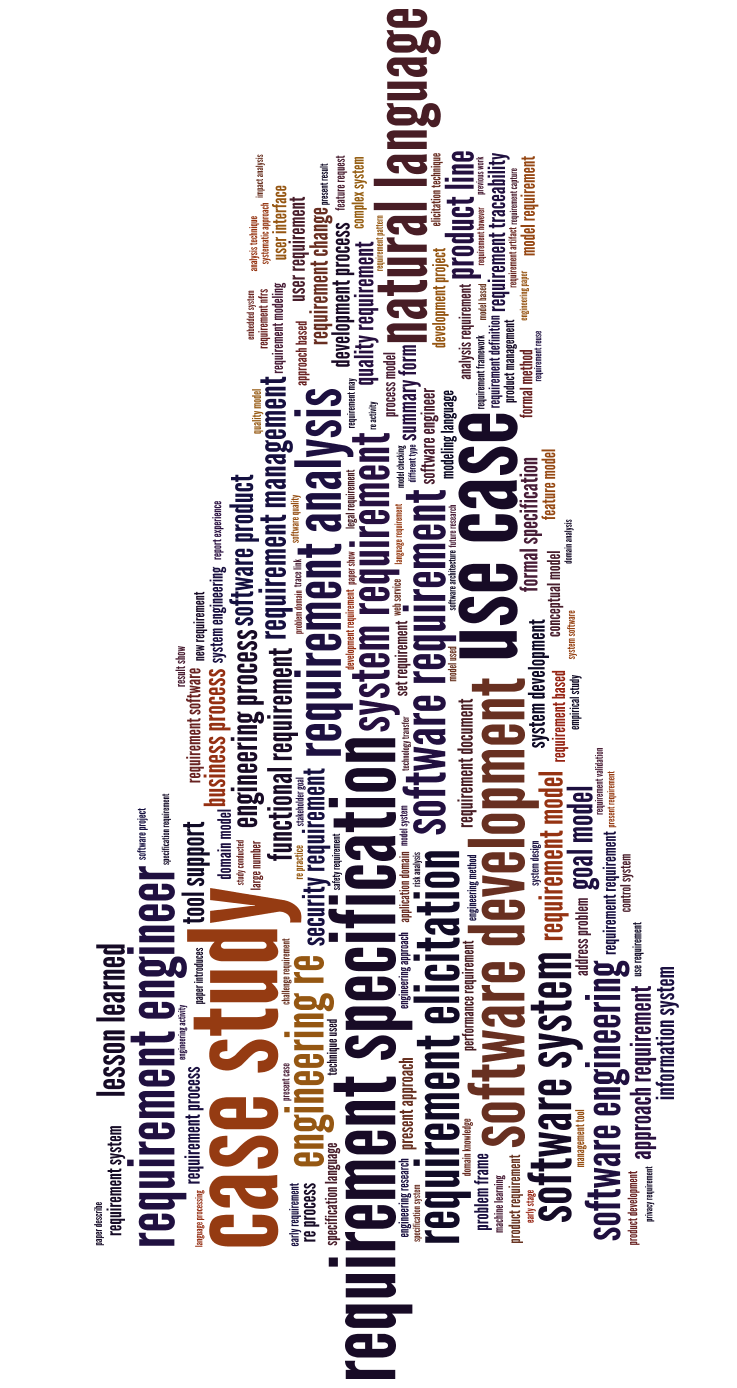 paper describe
requirement system
lesson learned
requirement engineer
software project
specification requirement
language processing
requirement process
engineering activity
paper introduces
tool support
case study
requirement software
result show
business process
new requirement
system engineering
report experience
domain model
study conducted
large number
engineering process
software product
functional requirement
requirement management
quality model
embedded system
analysis technique
requirement nfrs
systematic approach
impact analysis
requirement modeling
user interface
early requirement
re process
present case
challenge requirement
engineering re
re practice
stakeholder goal
security requirement
problem domain
trace link
software quality
requirement analysis
approach based
user requirement
requirement change
present result
feature request
specification language
technique used
safety requirement
development process
complex system
requirement specification
development requirement
paper show
legal requirement
requirement may
system requirement
re activity
quality requirement
requirement pattern
process model
natural language
engineering research
specification system
present approach
engineering approach
application domain
model system
risk analysis
technology transfer
set requirement
web service
language requirement
model checking
different type
summary form
software engineer
software requirement
modeling language
development project
elicitation technique
requirement elicitation
model used
software architecture
future research
domain knowledge
performance requirement
engineering method
requirement document
use case
analysis requirement
product line
previous work
requirement however
model based
requirement framework
requirement definition
requirement traceability
product management
requirement artifact
requirement capture
problem frame
machine learning
product requirement
early stage
software development
system design
system development
formal specification
formal method
requirement reuse
engineering paper
model requirement
feature model
software system
requirement model
requirement based
conceptual model
domain analysis
empirical study
system software
management tool
address problem
goal model
software engineering
requirement requirement
requirement validation
present requirement
control system
product development
approach requirement
use requirement
privacy requirement
information system